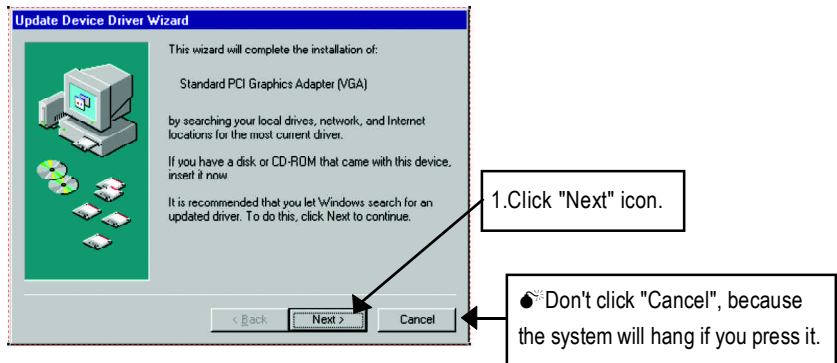 Update Device Driver Wizard
This wizard will complete the installation of:
Standard PCI Graphics Adapter (VGA)
by searching your local drives, network, and Internet
locations for the most current driver.
If you have a disk or CD-ROM that came with this device,
insert it now.
It is recommended that you let Windows search for an
updated driver. To do this, click Next to continue.
< Back
Next >
Cancel
1.Click "Next" icon.
💣Don't click "Cancel", because
the system will hang if you press it.